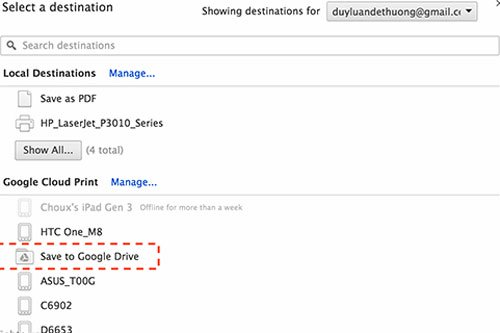 Select a destination
Showing destinations for duyluandethuong@gmail.cc
Search destinations
Local Destinations Manage...
Save as PDF
HP_LaserJet_P3010_Series
Show All... (4 total)
Google Cloud Print Manage...
Choux's iPad Gen 3 Offline for more than a week
HTC One_M8
Save to Google Drive
ASUS_T00G
C6902
D6653